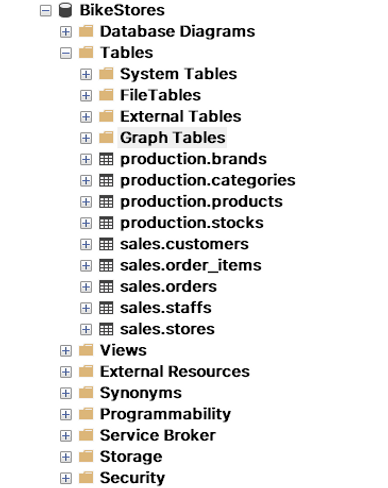 BikeStores
Database Diagrams
Tables
System Tables
FileTables
External Tables
Graph Tables
production.brands
production.categories
production.products
production.stocks
sales.customers
sales.order_items
sales.orders
sales.staffs
sales.stores
Views
External Resources
Synonyms
Programmability
Service Broker
Storage
Security